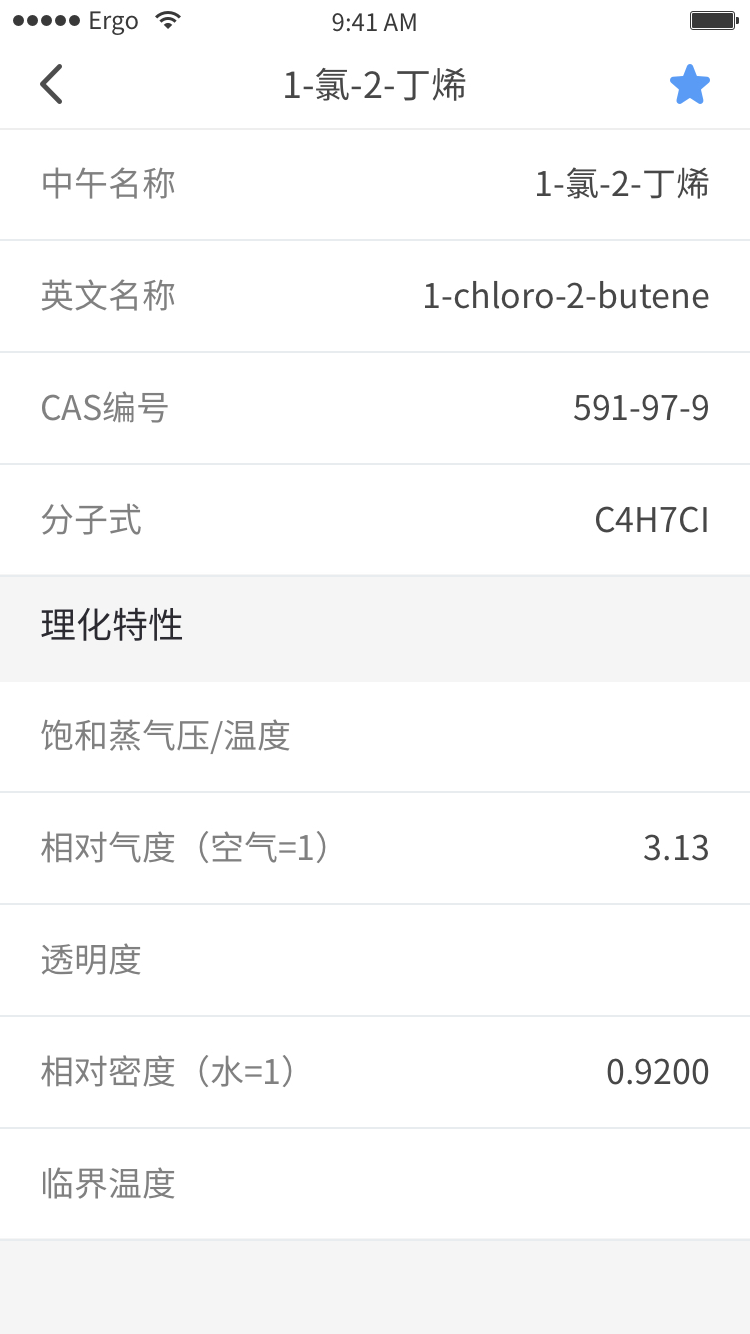 Ergo 9:41 AM
1-氯-2-丁烯
中午名称 1-氯-2-丁烯
英文名称 1-chloro-2-butene
CAS编号 591-97-9
分子式 C4H7CI
理化特性
饱和蒸气压/温度
相对气度（空气=1） 3.13
透明度
相对密度（水=1） 0.9200
临界温度